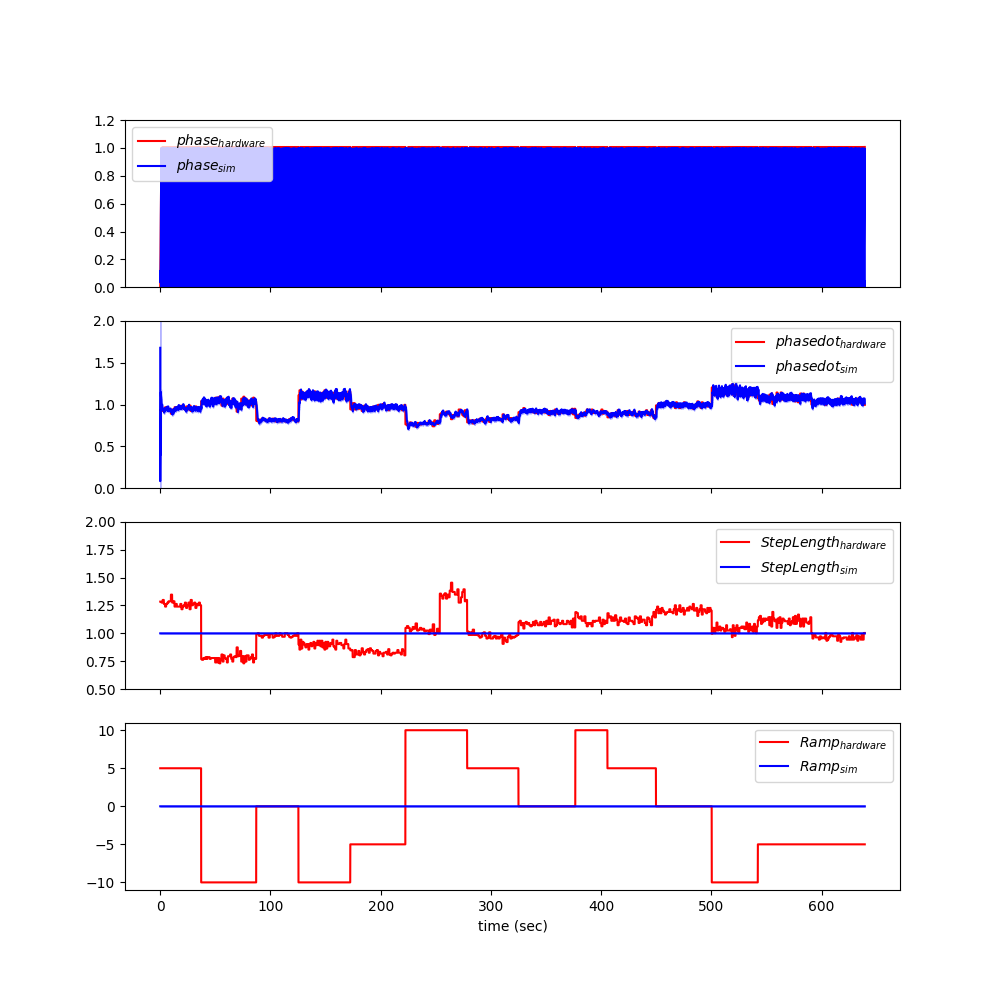 1.2
1.0
0.8
0.6
0.4
0.2
0.0
phase_hardware
phase_sim
2.0
1.5
1.0
0.5
0.0
phasedot_hardware
phasedot_sim
2.00
1.75
1.50
1.25
1.00
0.75
0.50
StepLength_hardware
StepLength_sim
10
5
0
−5
−10
Ramp_hardware
Ramp_sim
0 100 200 300 400 500 600
time (sec)